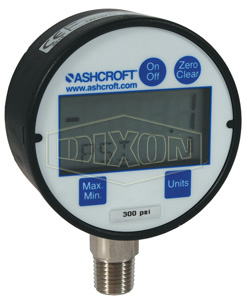 ASHCROFT
www.ashcroft.com
On
Off
Zero
Clear
DIXON
Max.
Min.
Units
300 psi